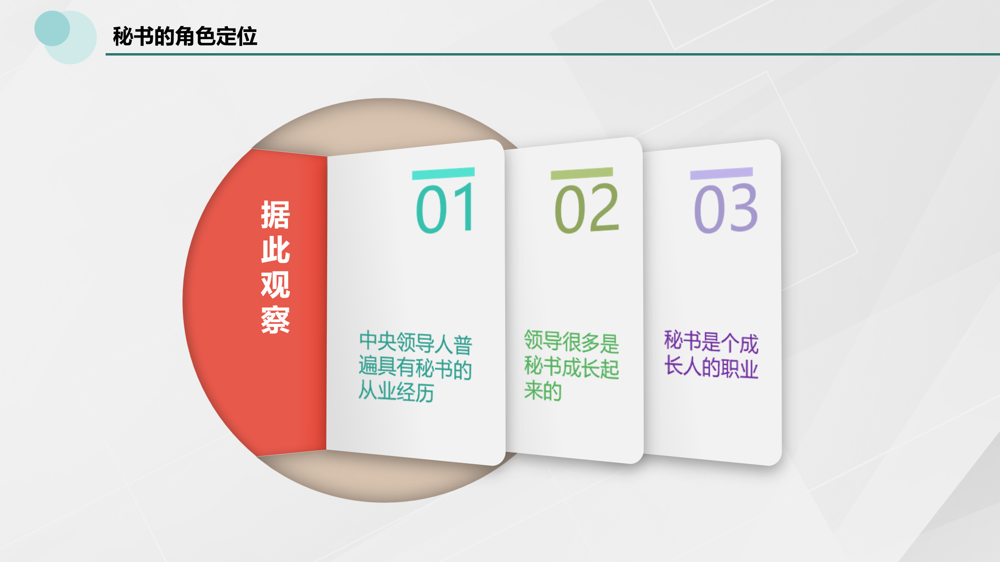 秘书的角色定位
据此观察
01
中央领导人普
遍具有秘书的
从业经历
02
领导很多是
秘书成长起
来的
03
秘书是个成
长人的职业